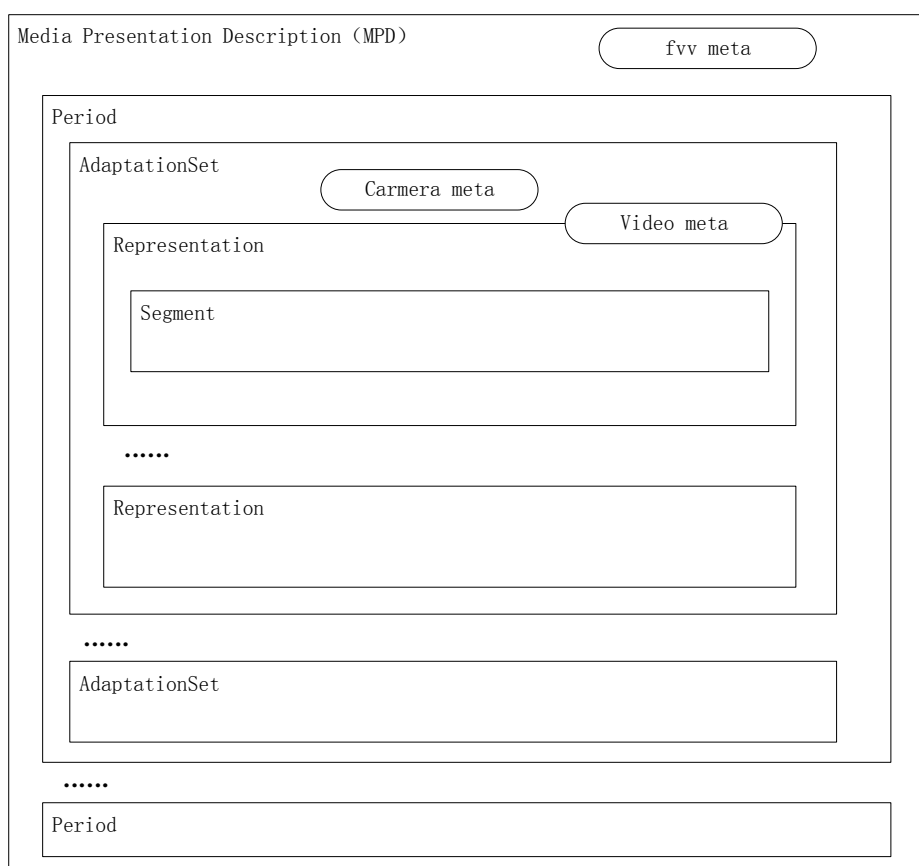 Media Presentation Description（MPD）
fvv meta
Period
AdaptationSet
Carmera meta
Video meta
Representation
Segment
……
Representation
……
AdaptationSet
……
Period